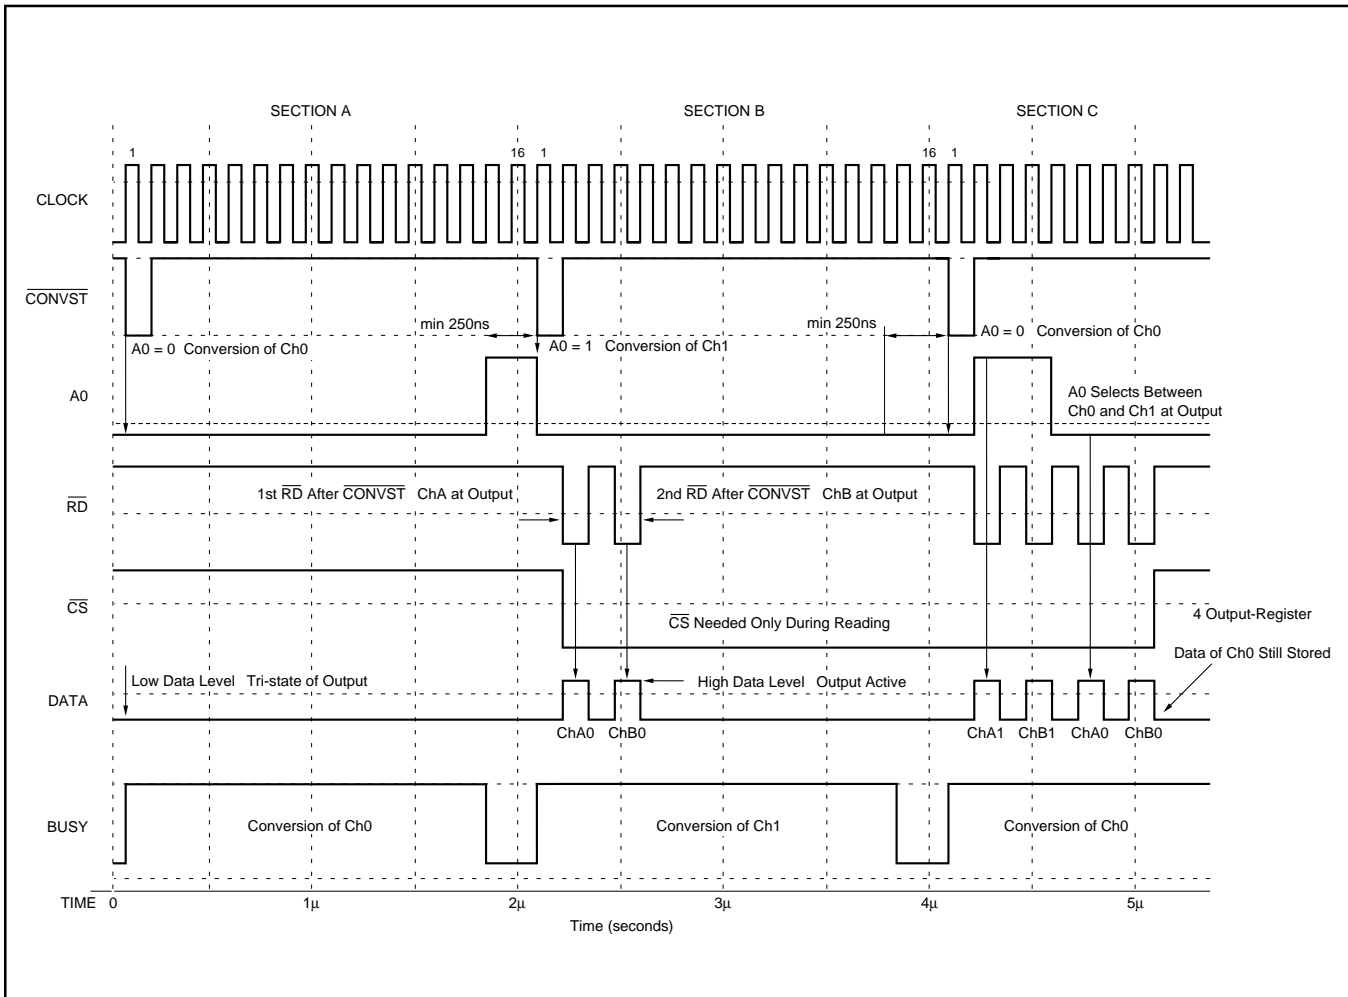 SECTION A SECTION B SECTION C
1 16 1 16 1
CLOCK
CONVST
min 250ns min 250ns
A0 = 0 Conversion of Ch0 A0 = 1 Conversion of Ch1 A0 = 0 Conversion of Ch0
A0
A0 Selects Between
Ch0 and Ch1 at Output
1st RD After CONVST ChA at Output 2nd RD After CONVST ChB at Output
RD
CS
CS Needed Only During Reading
4 Output-Register
Data of Ch0 Still Stored
Low Data Level Tri-state of Output High Data Level Output Active
DATA
ChA0 ChB0 ChA1 ChB1 ChA0 ChB0
BUSY Conversion of Ch0 Conversion of Ch1 Conversion of Ch0
TIME 0 1μ 2μ 3μ 4μ 5μ
Time (seconds)